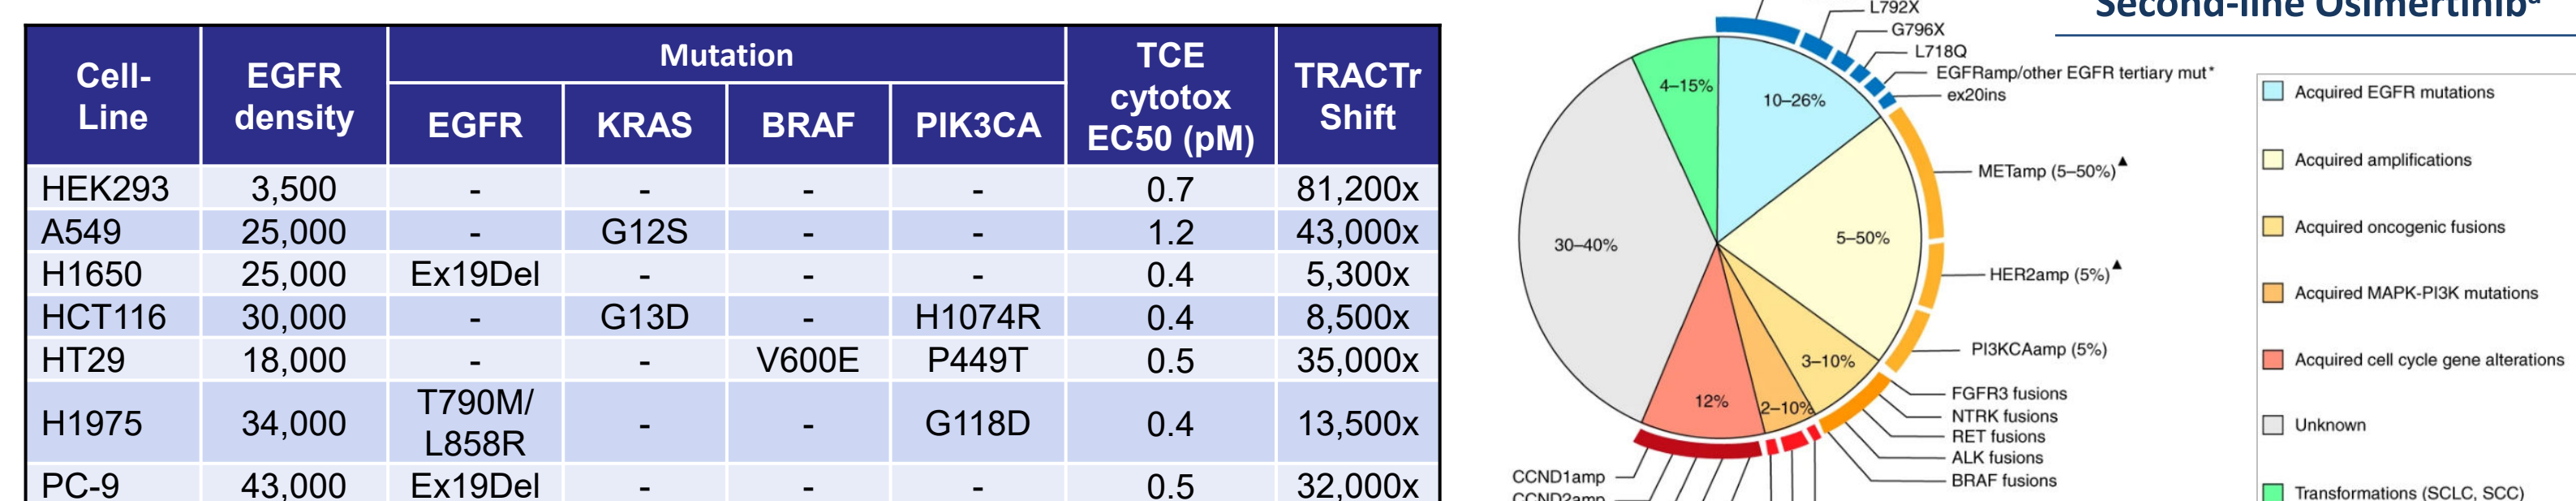 Cell-Line EGFR density Mutation TCE cytotox EC50 (pM) TRACTr Shift
EGFR KRAS BRAF PIK3CA
HEK293 3,500 - - - - 0.7 81,200x
A549 25,000 - G12S - - 1.2 43,000x
H1650 25,000 Ex19Del - - - 0.4 5,300x
HCT116 30,000 - G13D - H1074R 0.4 8,500x
HT29 18,000 - - V600E P449T 0.5 35,000x
H1975 34,000 T790M/L858R - - G118D 0.4 13,500x
PC-9 43,000 Ex19Del - - - 0.5 32,000x
Second-line Osimertinibᵃ
L792X
G796X
L718Q
EGFRamp/other EGFR tertiary mut*
ex20ins
METamp (5–50%)▲
HER2amp (5%)▲
PI3KCAamp (5%)
FGFR3 fusions
NTRK fusions
RET fusions
ALK fusions
BRAF fusions
CCND1amp
CCND2amp
4–15%
10–26%
30–40%
5–50%
3–10%
2–10%
12%
Acquired EGFR mutations
Acquired amplifications
Acquired oncogenic fusions
Acquired MAPK-PI3K mutations
Acquired cell cycle gene alterations
Unknown
Transformations (SCLC, SCC)